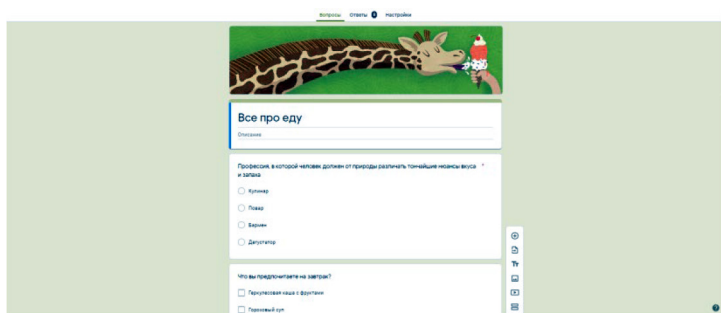 Вопросы Ответы Настройки
Все про еду
Описание
Профессия, в которой человек должен от природы различать тончайшие нюансы вкуса *
и запаха
Кулинар
Повар
Бармен
Дегустатор
Что вы предпочитаете на завтрак?
Геркулесовая каша с фруктами
Гороховый суп
Тт